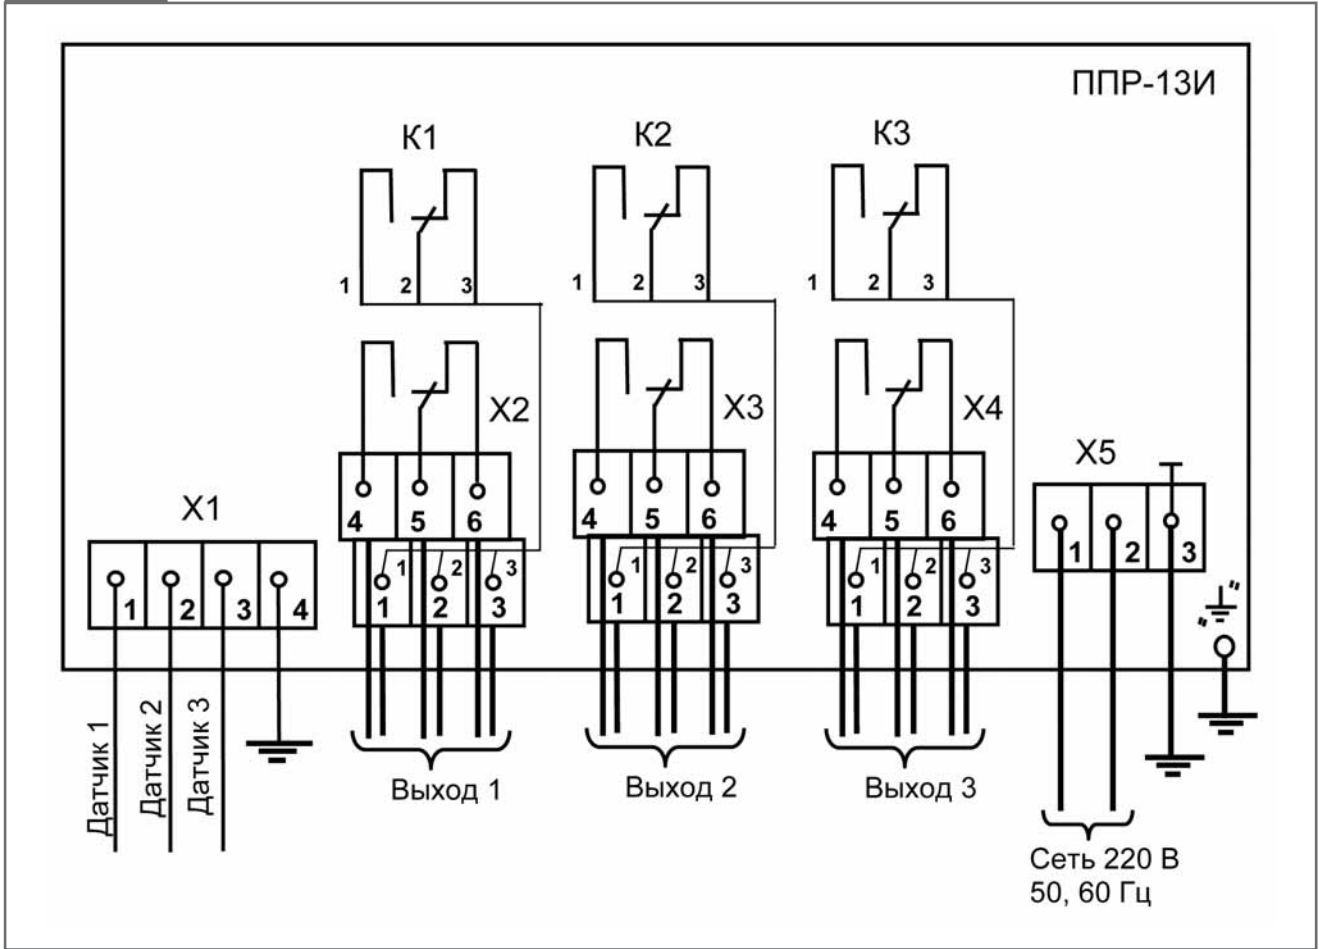 ППР-13И
К1
К2
К3
1 2 3
1 2 3
1 2 3
Х2
Х3
Х4
Х5
Х1
4 5 6
4 5 6
4 5 6
1 2 3
1 2 3
1 2 3
1 2 3
1 2 3
1 2 3
1 2 3
1 2 3 4
" "
Датчик 1
Датчик 2
Датчик 3
Выход 1
Выход 2
Выход 3
Сеть 220 В
50, 60 Гц